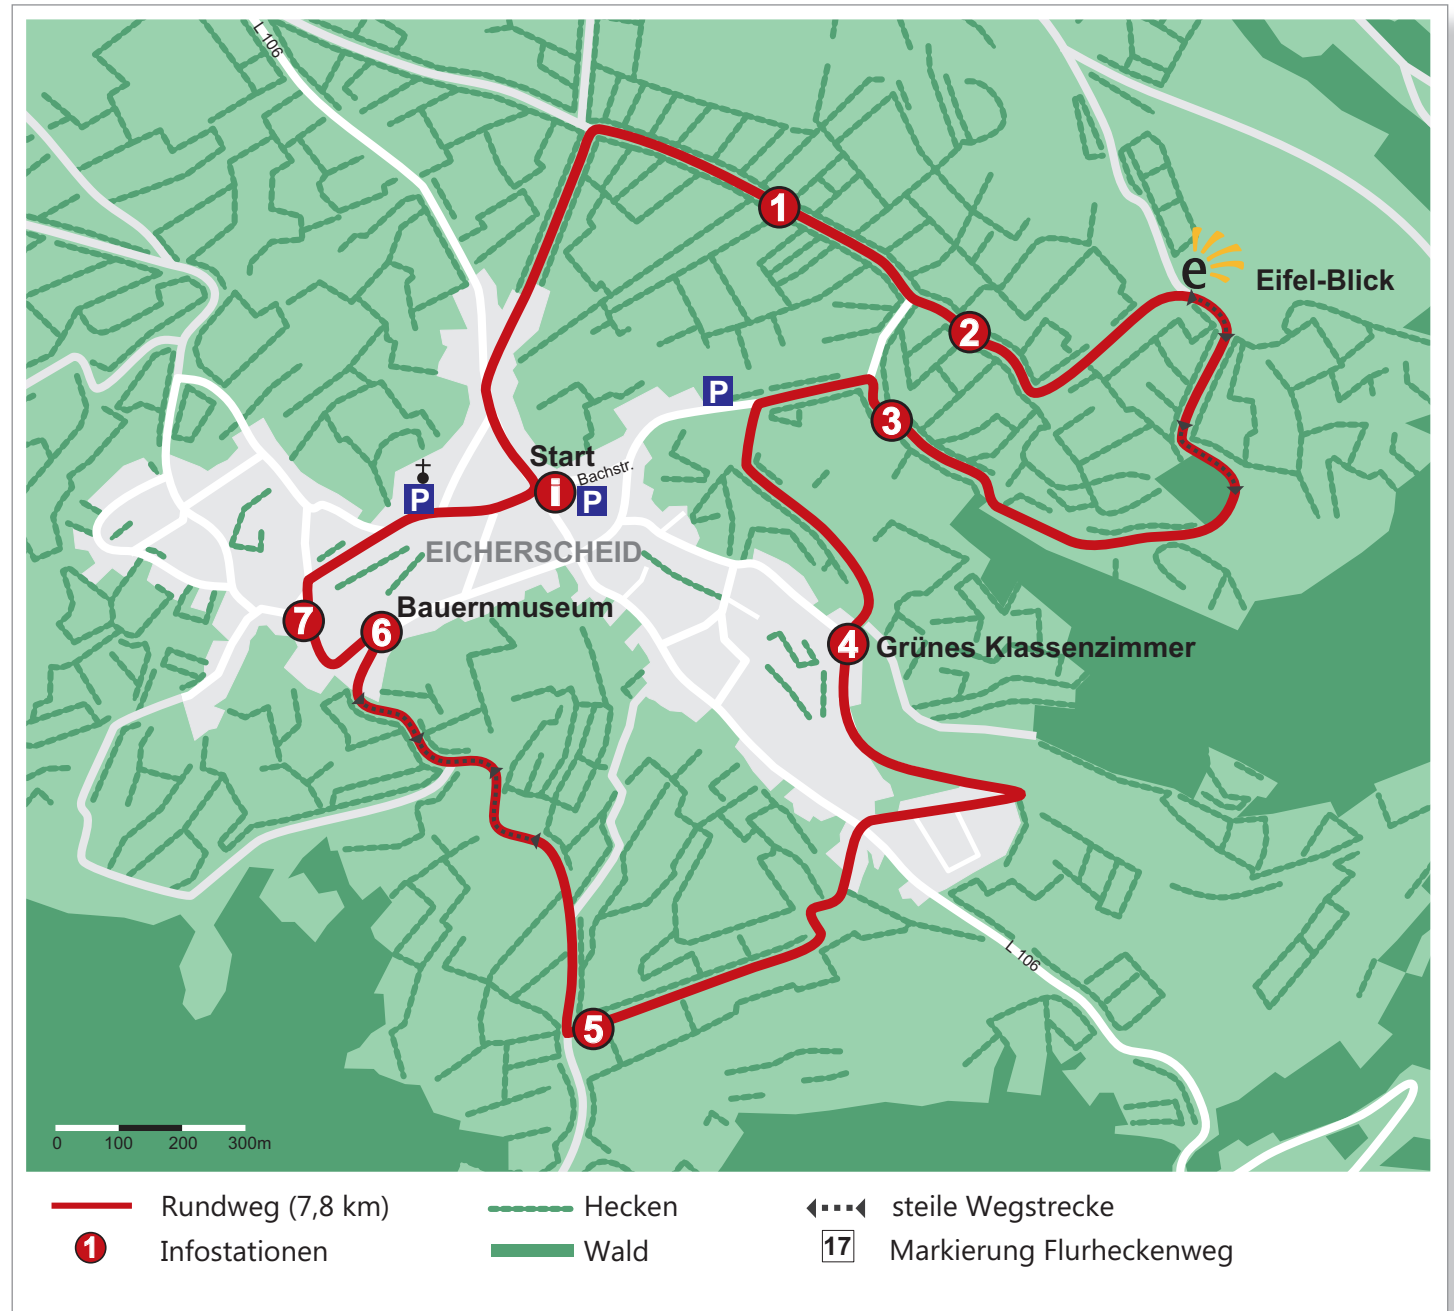 L 106
1
e
Eifel-Blick
2
P
3
Start
Bachstr.
i
P
P
EICHERSCHEID
Bauernmuseum
7
6
4
Grünes Klassenzimmer
L 106
5
0 100 200 300m
Rundweg (7,8 km)
Hecken
steile Wegstrecke
1 Infostationen
Wald
17 Markierung Flurheckenweg